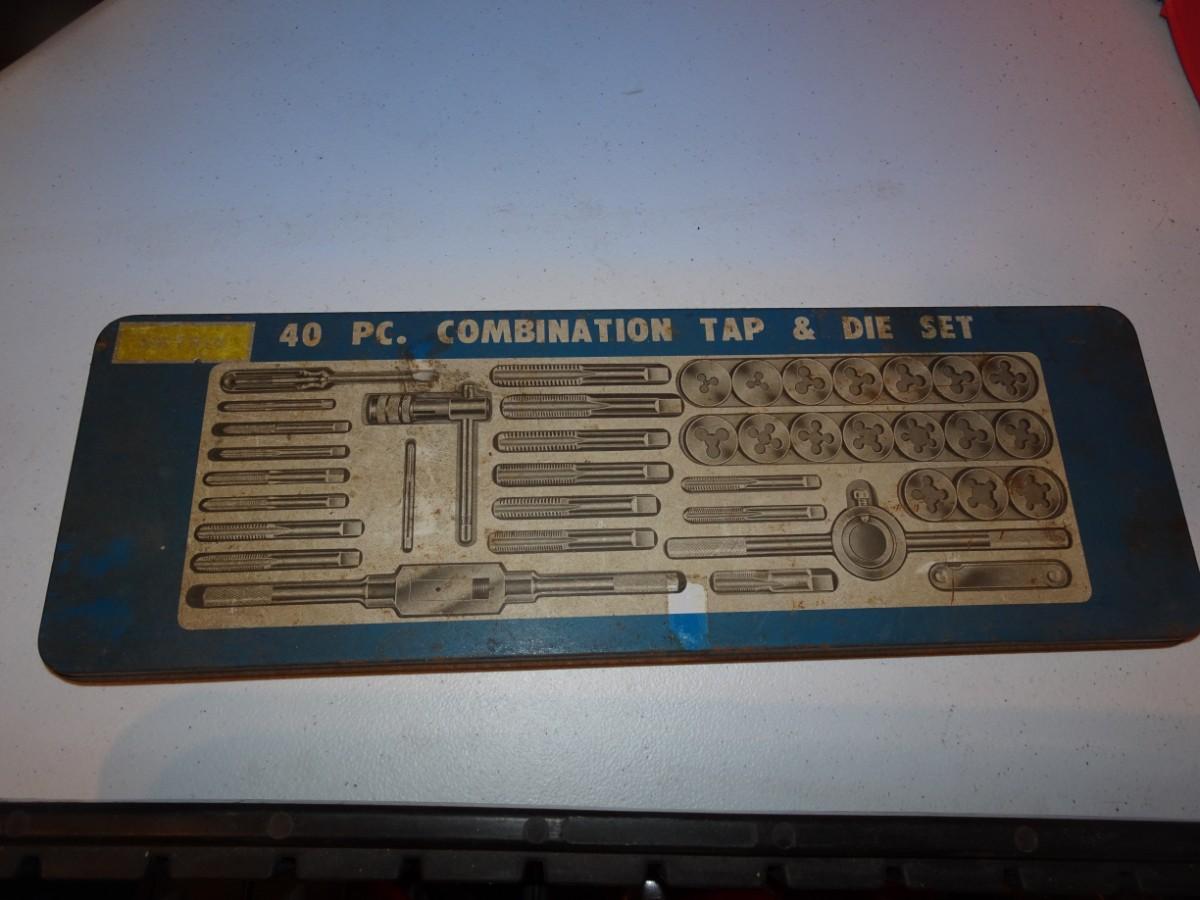 40 PC. COMBINATION TAP & DIE SET